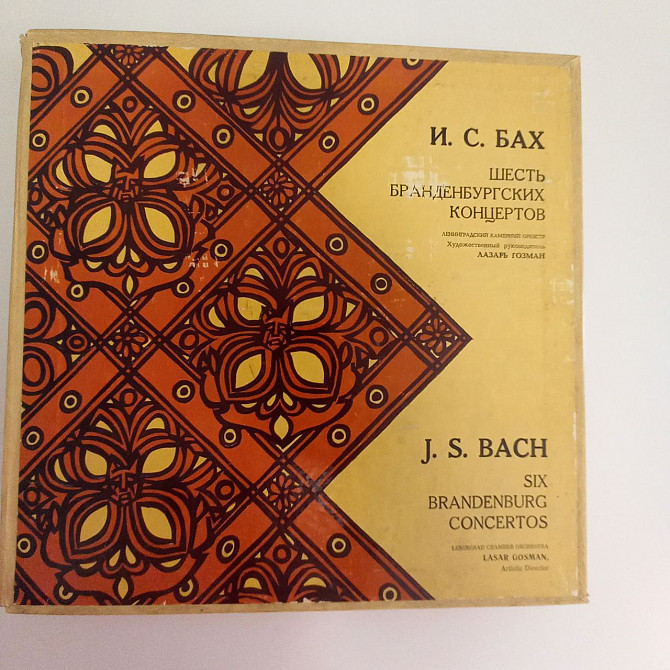 И. С. БАХ
ШЕСТЬ
БРАНДЕНБУРГСКИХ
КОНЦЕРТОВ
ЛЕНИНГРАДСКИЙ КАМЕРНЫЙ ОРКЕСТР
Художественный руководитель
ЛАЗАРЬ ГОЗМАН
J. S. BACH
SIX
BRANDENBURG
CONCERTOS
LENINGRAD CHAMBER ORCHESTRA
LASAR GOSMAN,
Artistic Director